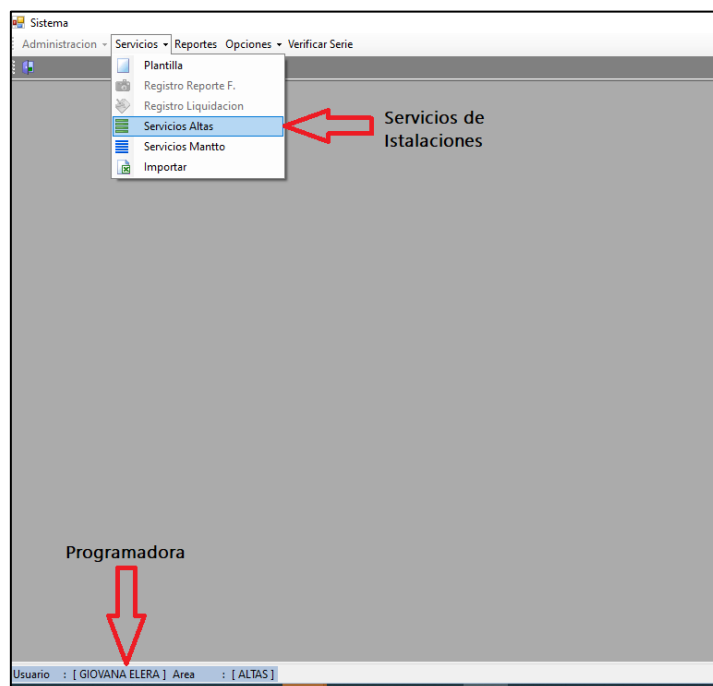 Sistema
Administracion Servicios Reportes Opciones Verificar Serie
Plantilla
Registro Reporte F.
Registro Liquidacion
Servicios Altas
Servicios Mantto
Importar
Servicios de
Istalaciones
Programadora
Usuario : [ GIOVANA ELERA ] Area : [ ALTAS ]